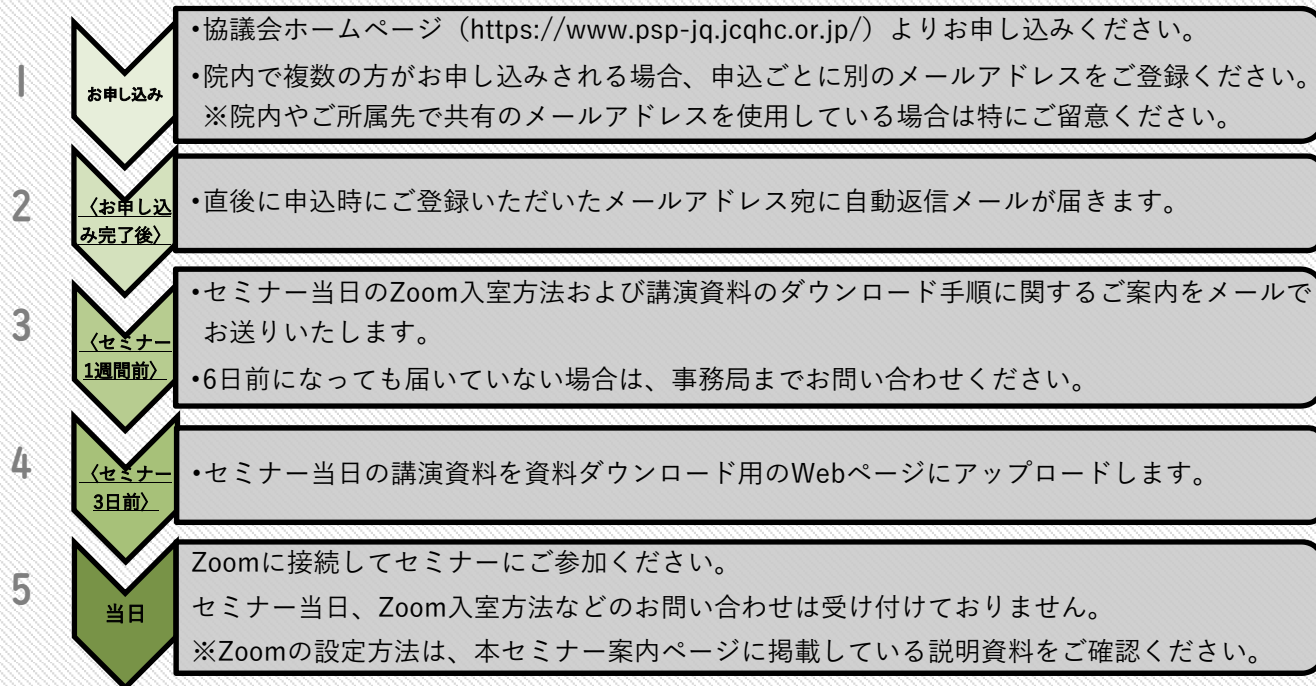 1
お申し込み
•協議会ホームページ（https://www.psp-jq.jcqhc.or.jp/）よりお申し込みください。
•院内で複数の方がお申し込みされる場合、申込ごとに別のメールアドレスをご登録ください。
※院内やご所属先で共有のメールアドレスを使用している場合は特にご留意ください。
2
〈お申し込
み完了後〉
•直後に申込時にご登録いただいたメールアドレス宛に自動返信メールが届きます。
3
〈セミナー
1週間前〉
•セミナー当日のZoom入室方法および講演資料のダウンロード手順に関するご案内をメールで
お送りいたします。
•6日前になっても届いていない場合は、事務局までお問い合わせください。
4
〈セミナー
3日前〉
•セミナー当日の講演資料を資料ダウンロード用のWebページにアップロードします。
5
当日
Zoomに接続してセミナーにご参加ください。
セミナー当日、Zoom入室方法などのお問い合わせは受け付けておりません。
※Zoomの設定方法は、本セミナー案内ページに掲載している説明資料をご確認ください。